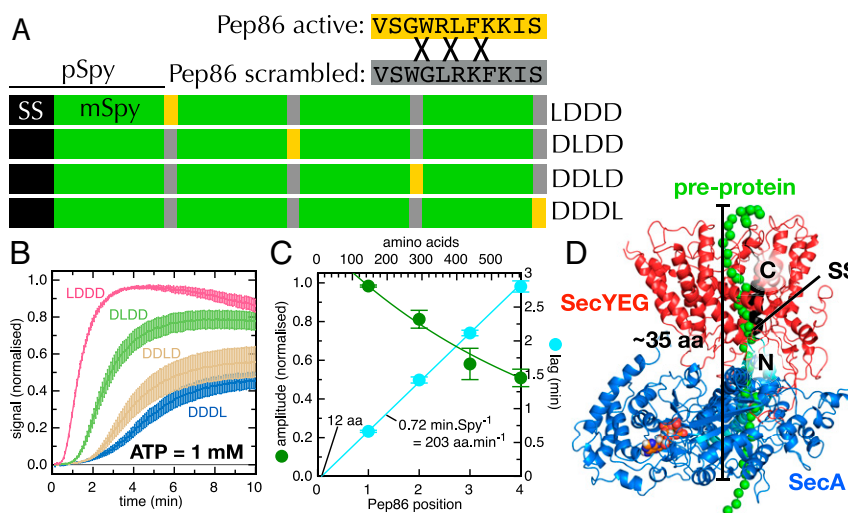 A
Pep86 active: VSGWRLFKKIS
Pep86 scrambled: VSWGLRKFKIS
pSpy
SS mSpy LDDD
DLDD
DDLD
DDDL
B
signal (normalised)
1.0
0.8
0.6
0.4
0.2
0.0
LDDD
DLDD
DDLD
DDDL
ATP = 1 mM
0 2 4 6 8 10
time (min)
C
amino acids
0 100 200 300 400 500
amplitude (normalised)
1.0
0.8
0.6
0.4
0.2
0.0
12 aa
0.72 min.Spy-1
= 203 aa.min-1
3
2.5
2
1.5
1
0.5
0
lag (min)
0 1 2 3 4
Pep86 position
D
pre-protein
C
SS
SecYEG
~35 aa
N
SecA